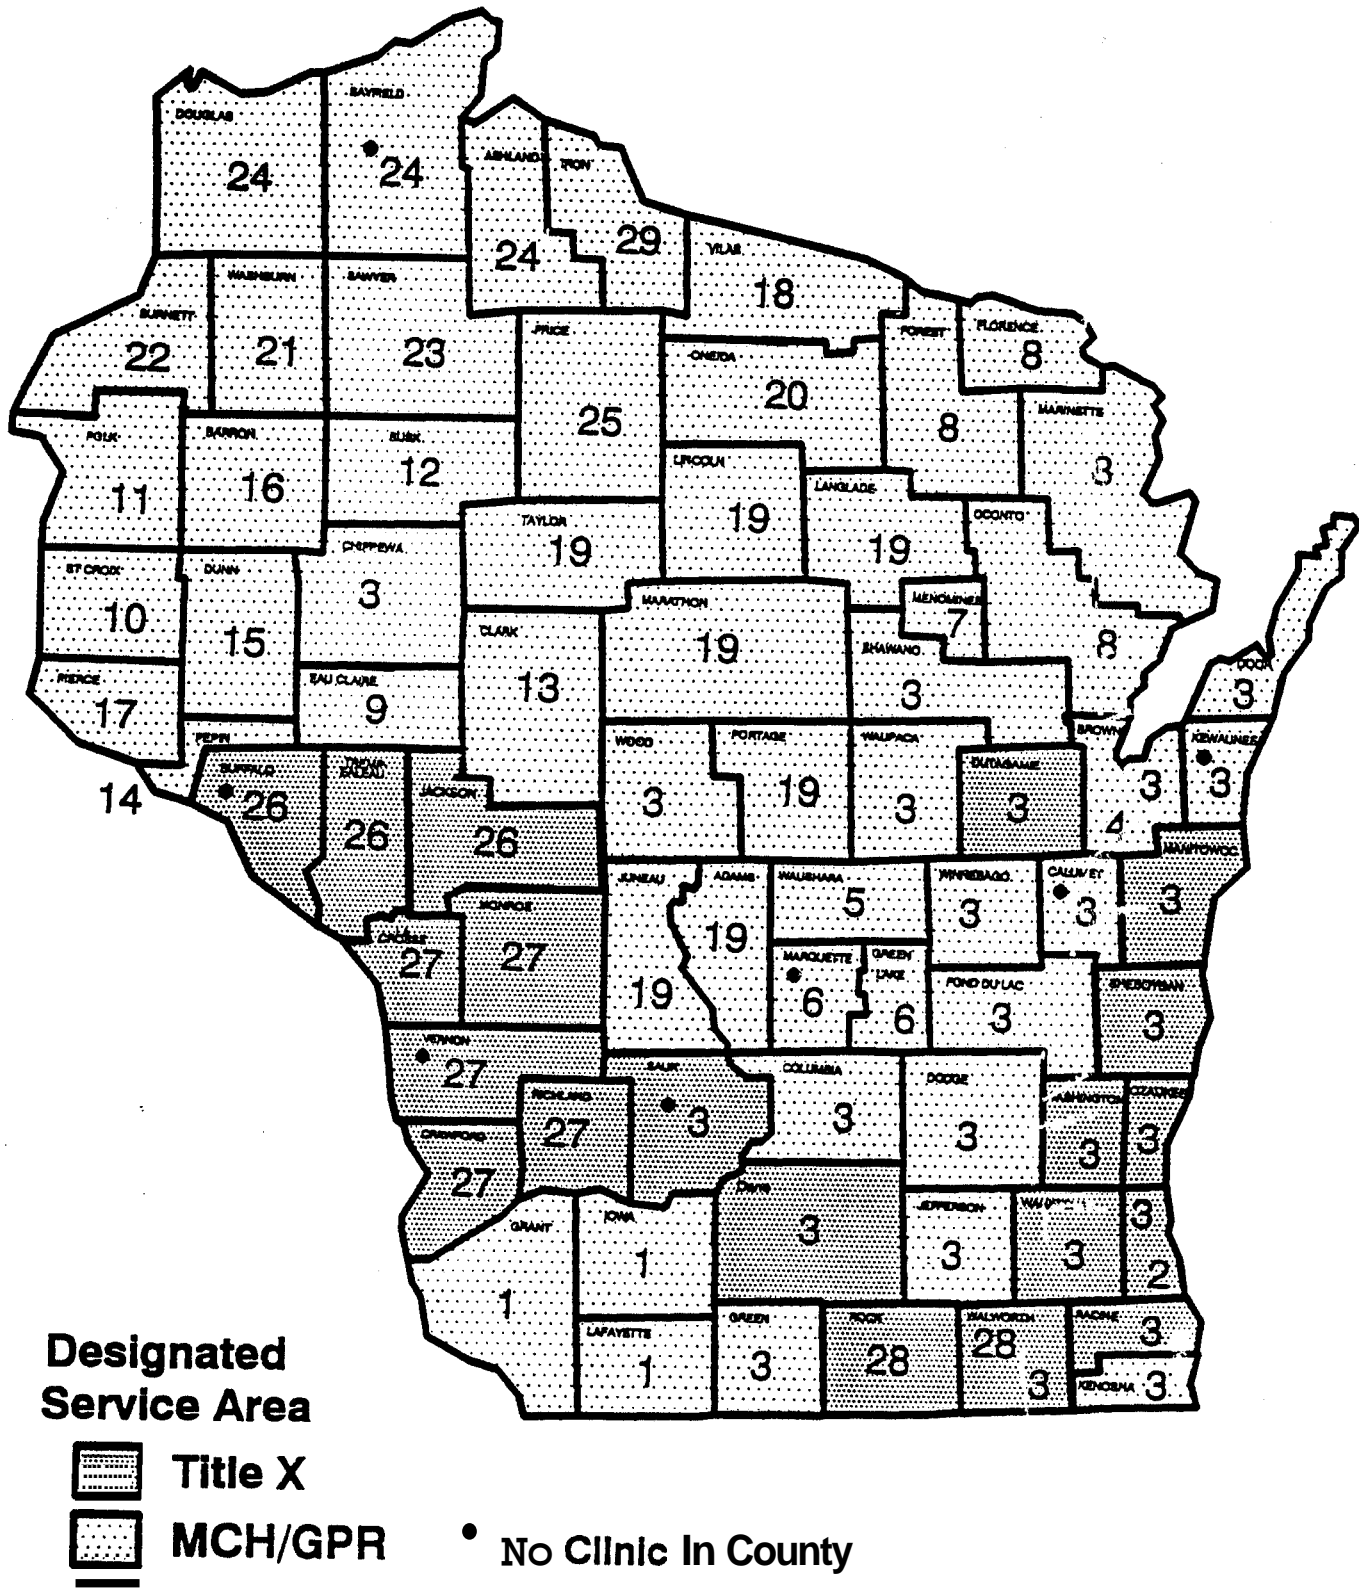 BAYFIELD
DOUGLAS
24
24
ASHLAND
IRON
24
29
VILAS
18
WASHBURN
SAWYER
BURNETT
22
21
23
PRICE
25
ONEIDA
20
FOREST
8
FLORENCE
8
MARINETTE
POLK
11
BARRON
16
RUSK
12
LINCOLN
19
LANGLADE
19
TAYLOR
19
OCONTO
8
CHIPPEWA
3
ST CROIX
10
DUNN
15
MARATHON
19
MENOMINEE
7
CLARK
13
SHAWANO
3
PIERCE
17
EAU CLAIRE
9
DOOR
3
PEPIN
14
BUFFALO
26
26
JACKSON
26
WOOD
3
PORTAGE
19
WAUPACA
3
OUTAGAMIE
3
BROWN
3
4
KEWAUNEE
3
MANITOWOC
3
JUNEAU
19
ADAMS
19
WAUSHARA
5
WINNEBAGO
3
CALUMET
3
MONROE
27
CROSSE
27
MARQUETTE
6
GREEN
LAKE
6
FOND DU LAC
3
SHEBOYGAN
3
VERNON
27
RICHLAND
27
SAUK
3
COLUMBIA
3
DODGE
3
ASHINGTON
3
OZAUKEE
3
CRAWFORD
27
GRANT
1
IOWA
1
Dane
3
JEFFERSON
3
3
3
2
LAFAYETTE
1
GREEN
3
ROCK
28
WALWORTH
28
3
RACINE
3
KENOSHA
3
Designated
Service Area
Title X
MCH/GPR
No Clinic In County